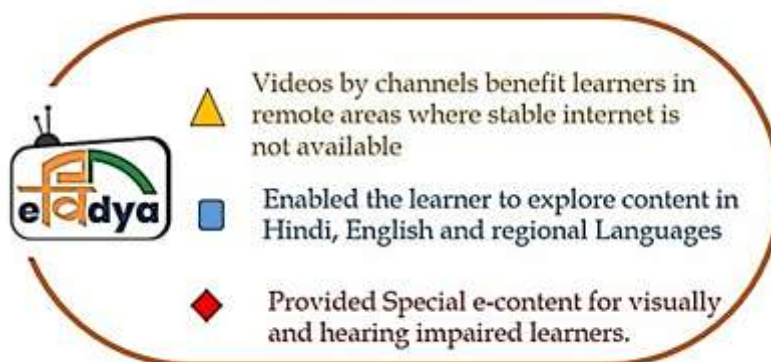 eविद्dya
Videos by channels benefit learners in
remote areas where stable internet is
not available
Enabled the learner to explore content in
Hindi, English and regional Languages
Provided Special e-content for visually
and hearing impaired learners.